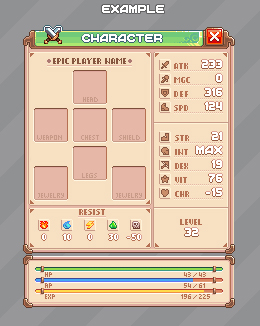 EXAMPLE
CHARACTER
EPIC PLAYER NAME
HEAD
WEAPON
CHEST
SHIELD
LEGS
JEWELRY
JEWELRY
ATK 233
MGC 0
DEF 316
SPD 124
STR 21
INT MAX
DEX 19
VIT 76
CHR -15
RESIST
0 10 0 30 -50
LEVEL
32
HP 43/43
AP 54/61
EXP 196/225